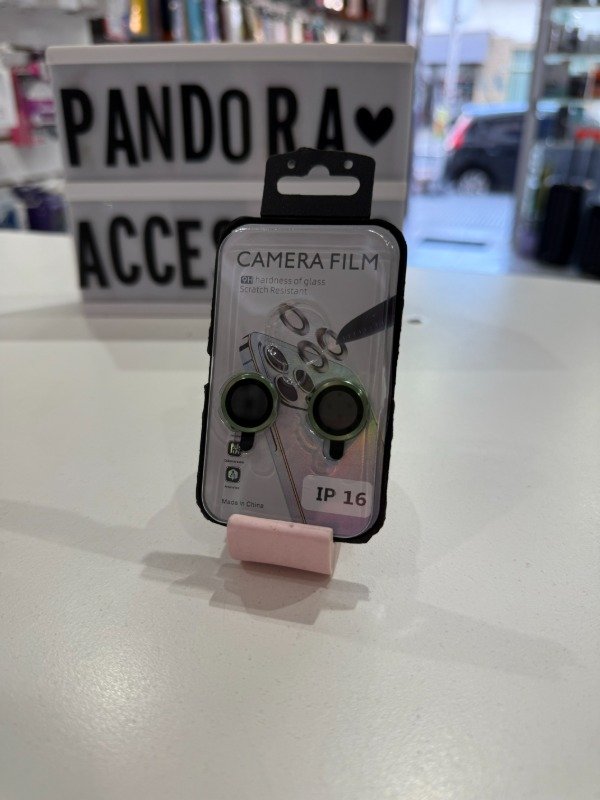 PANDORA♥
ACCES
CAMERA FILM
9H hardness of glass
Scratch Resistant
IP 16
Made in China